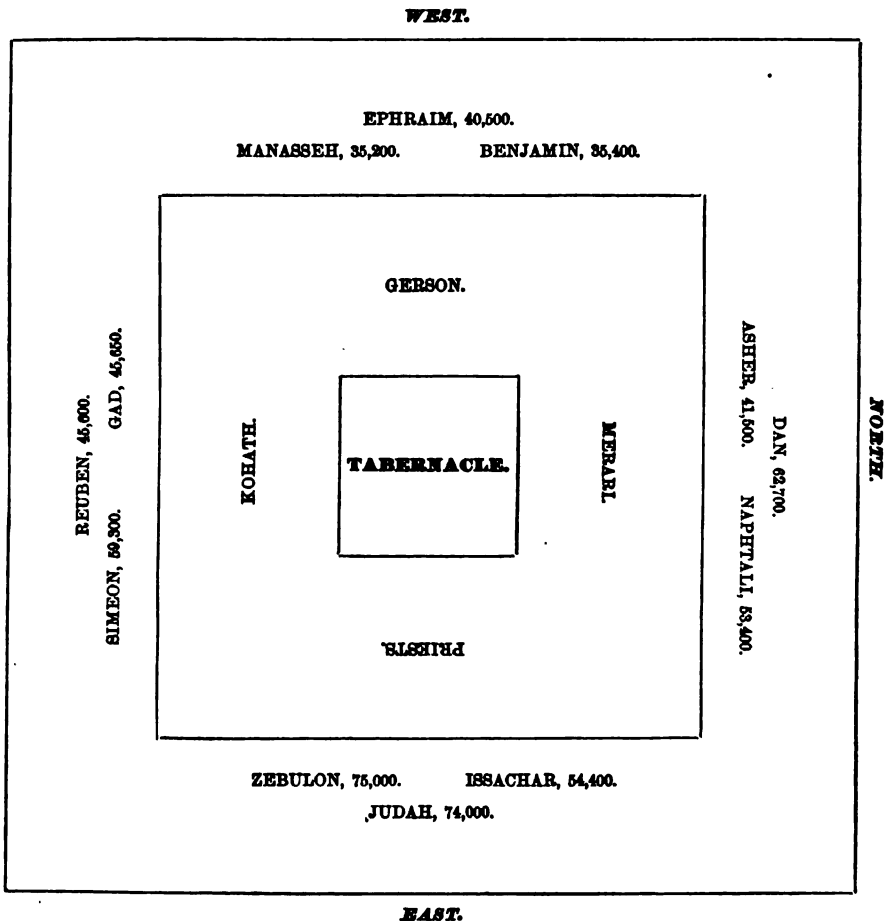 WEST.
EPHRAIM, 40,500.
MANASSEH, 35,200. BENJAMIN, 35,400.
GERSON.
REUBEN, 45,600.
GAD, 45,650.
SIMEON, 59,300.
KOHATH.
TABERNACLE.
MERARI.
ASHER, 41,500. NAPHTALI, 53,400.
DAN, 62,700.
NORTH.
PRIESTS.
ZEBULON, 75,000. ISSACHAR, 54,400.
JUDAH, 74,000.
EAST.